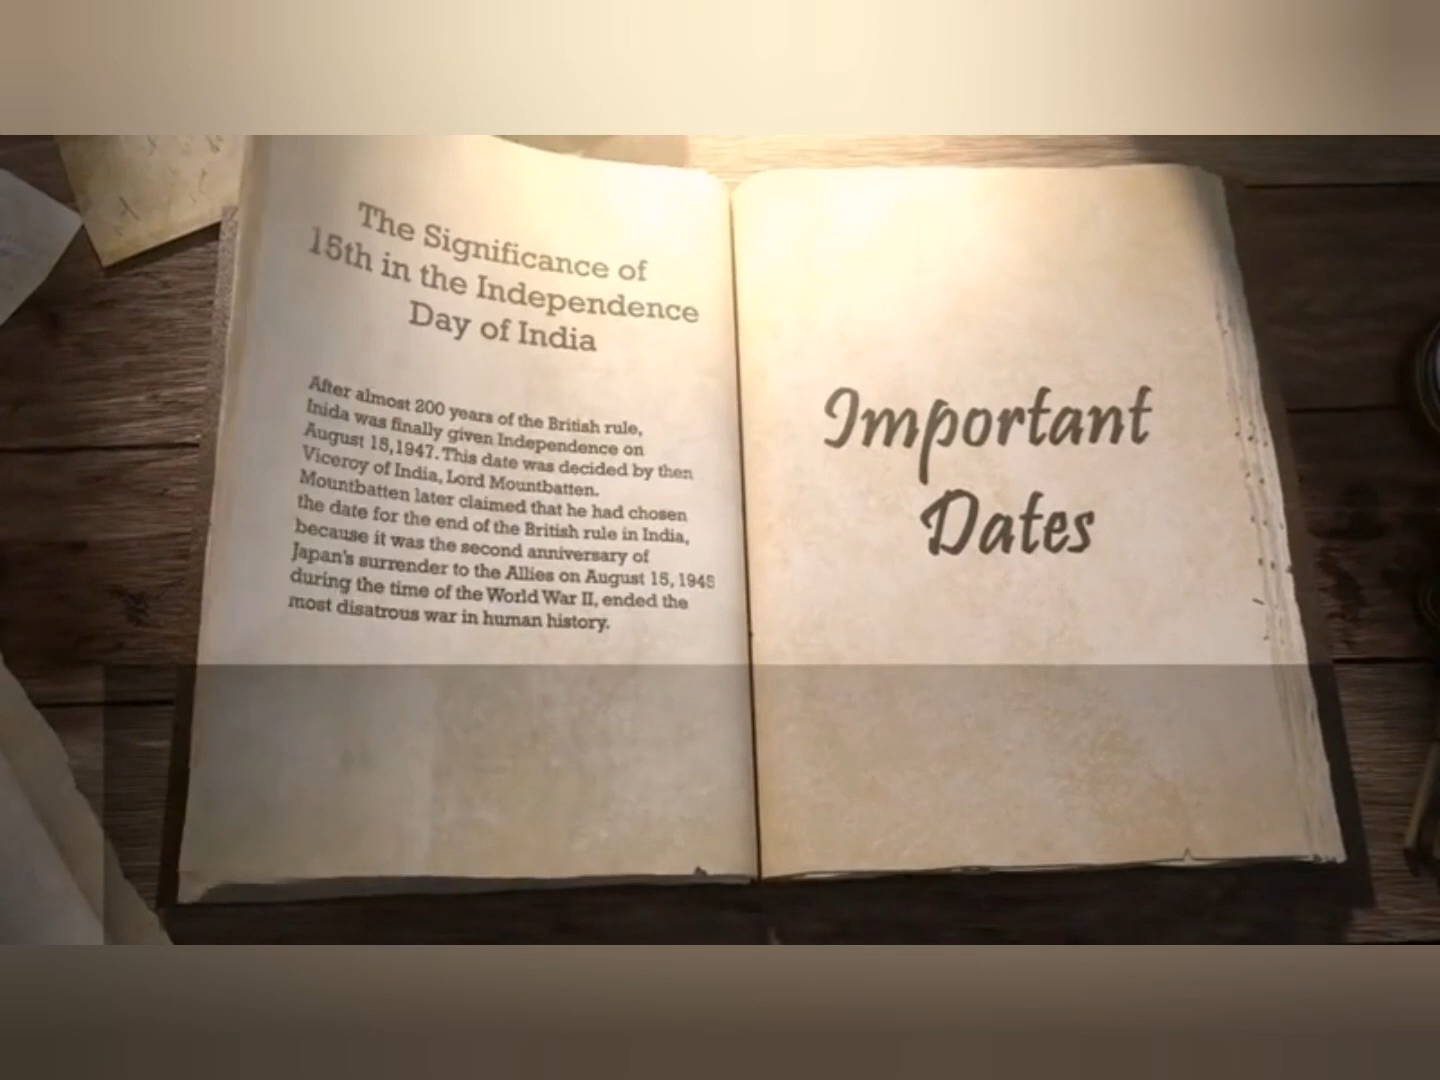 The Significance of
15th in the Independence
Day of India
After almost 200 years of the British rule,
Inida was finally given Independence on
August 15,1947. This date was decided by then
Viceroy of India, Lord Mountbatten.
Mountbatten later claimed that he had chosen
the date for the end of the British rule in India,
because it was the second anniversary of
Japan's surrender to the Allies on August 15, 1945
during the time of the World War II, ended the
most disatrous war in human history.
Important
Dates